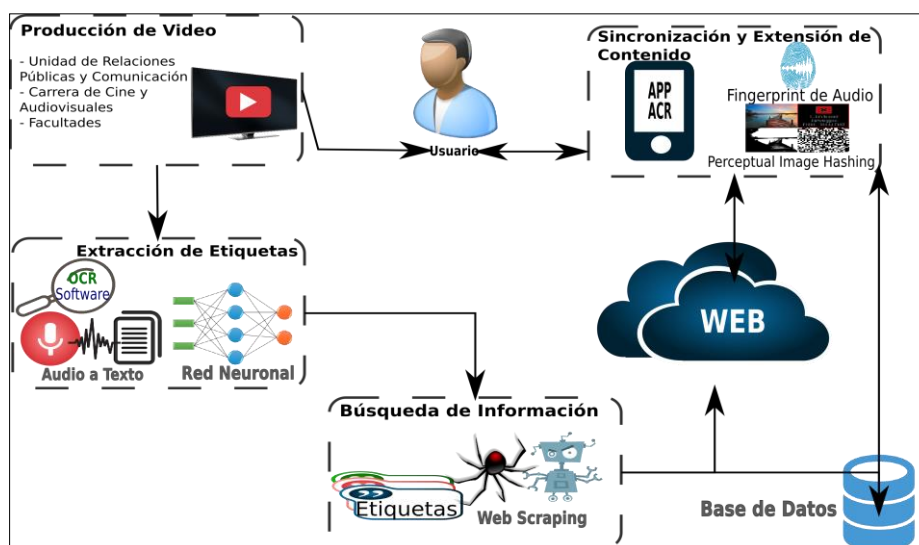 Producción de Video
- Unidad de Relaciones
Públicas y Comunicación
- Carrera de Cine y
Audiovisuales
- Facultades
Usuario
Sincronización y Extensión de
Contenido
APP
ACR
Fingerprint de Audio
Perceptual Image Hashing
Extracción de Etiquetas
OCR
Software
Audio a Texto
Red Neuronal
WEB
Búsqueda de Información
Etiquetas
Web Scraping
Base de Datos